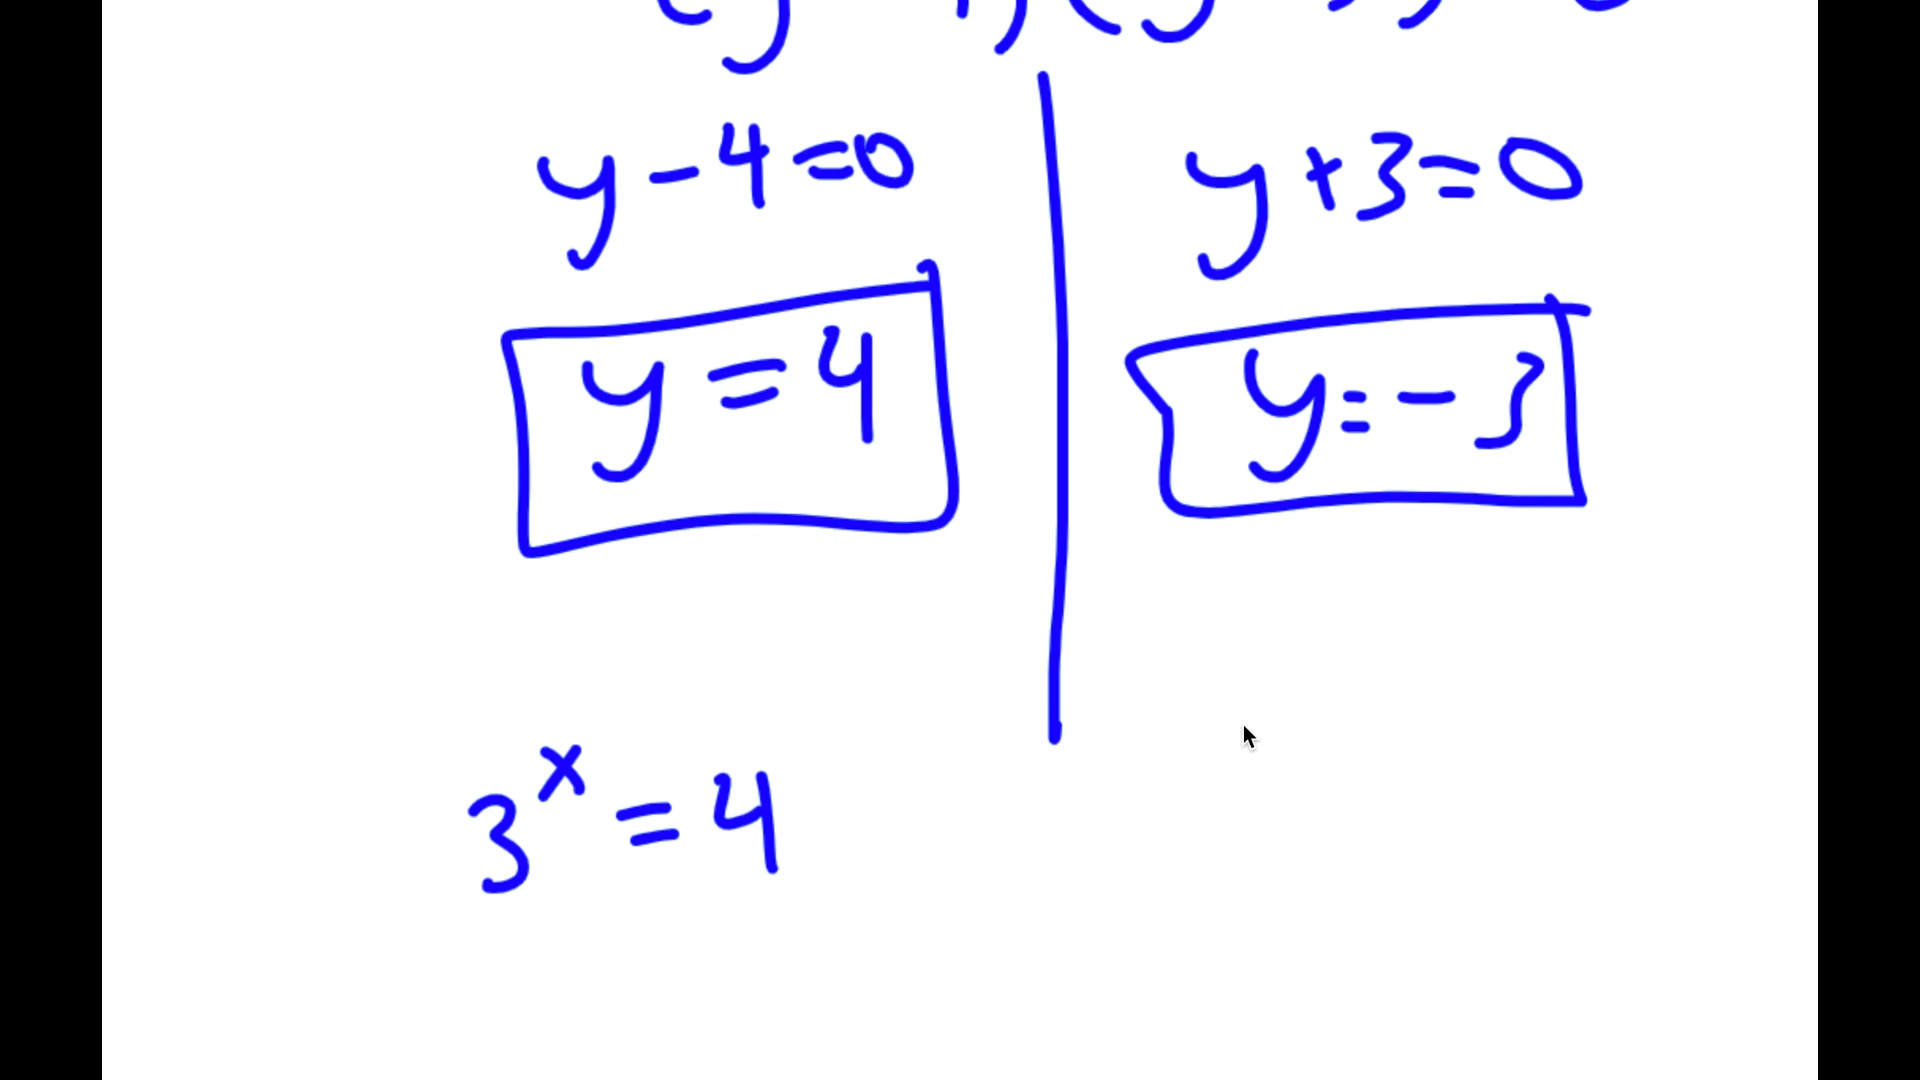 y - 4 = 0
y + 3 = 0
y = 4
y = - 3
3^x = 4